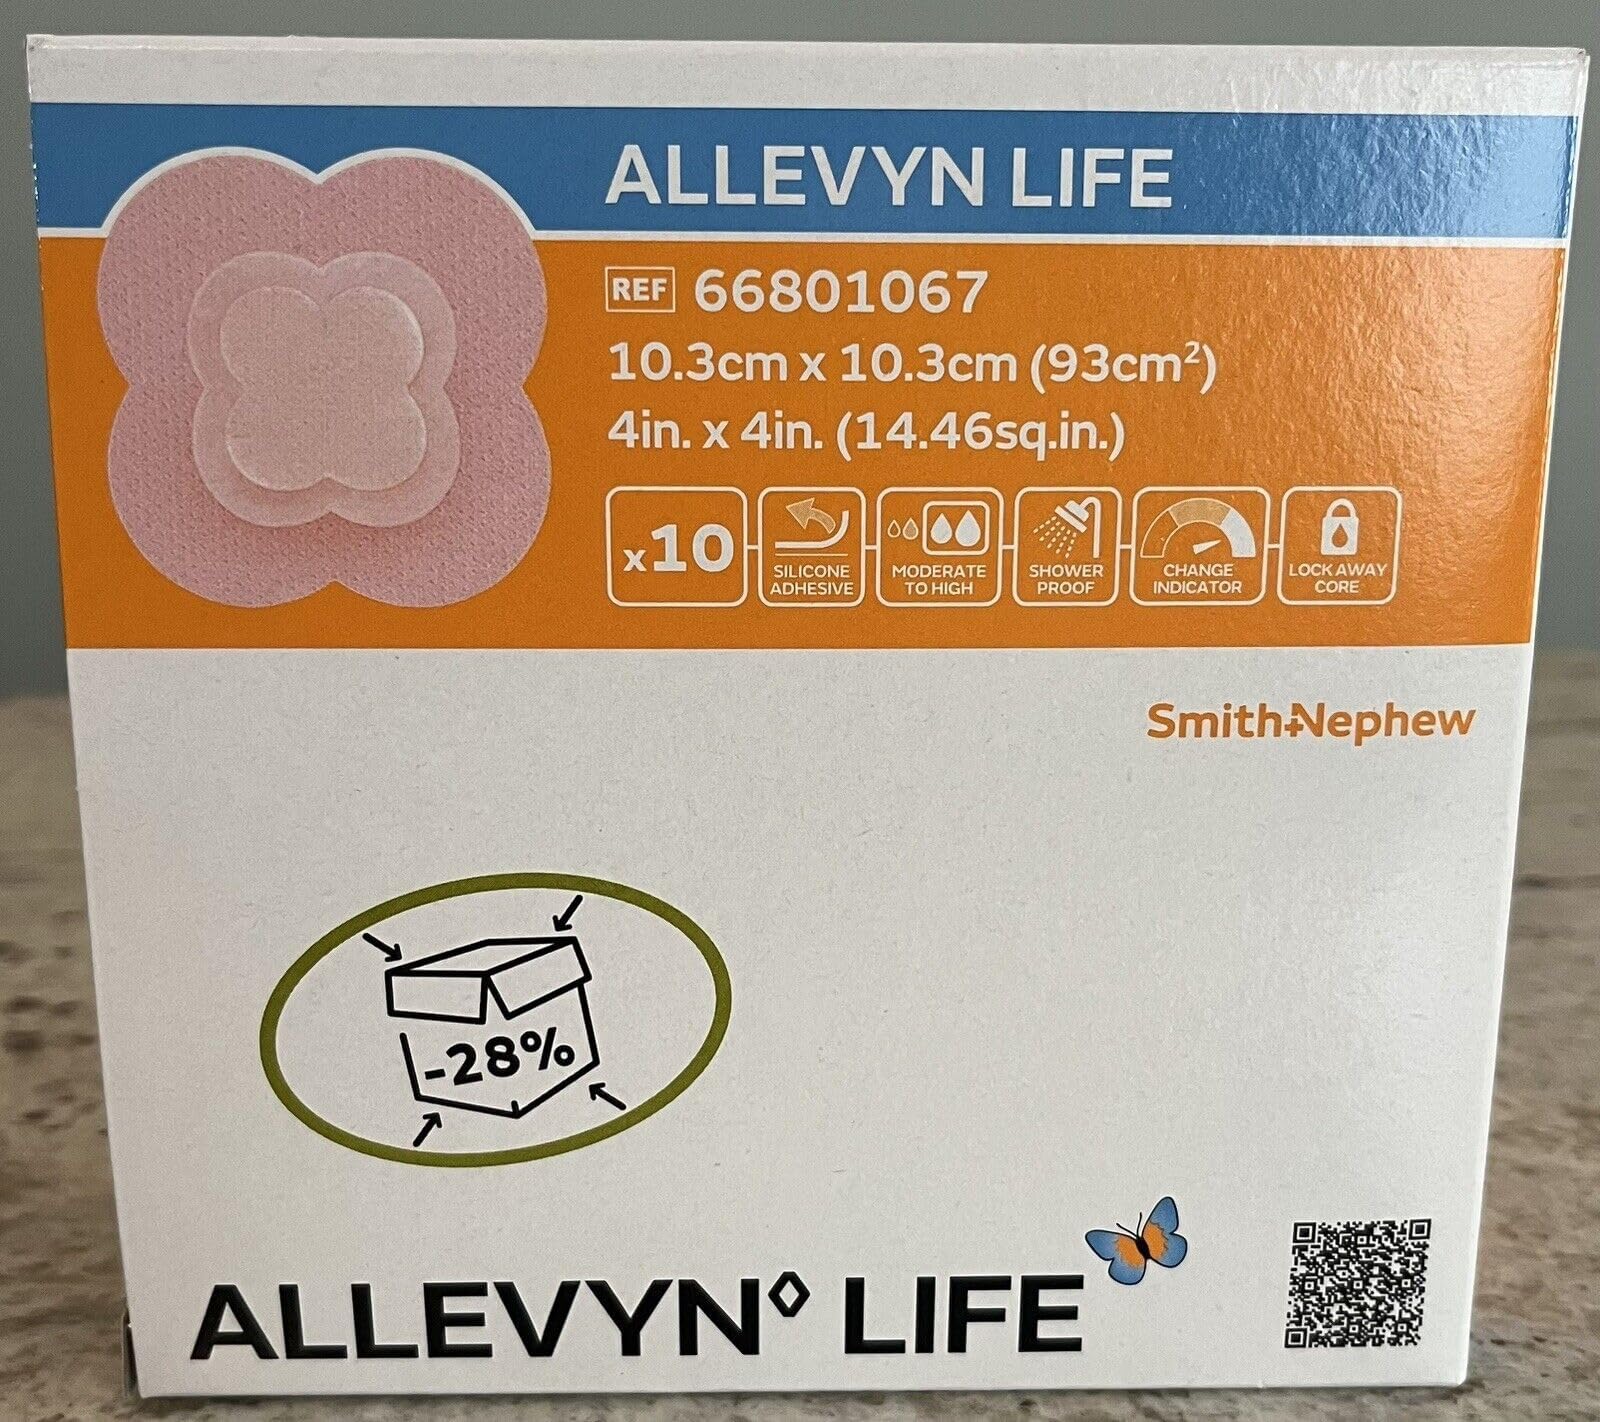 ALLEVYN LIFE
REF 66801067
10.3cm x 10.3cm (93cm²)
4in. x 4in. (14.46sq.in.)
x10
SILICONE
ADHESIVE
MODERATE
TO HIGH
SHOWER
PROOF
CHANGE
INDICATOR
LOCK AWAY
CORE
Smith+Nephew
-28%
ALLEVYN◊ LIFE